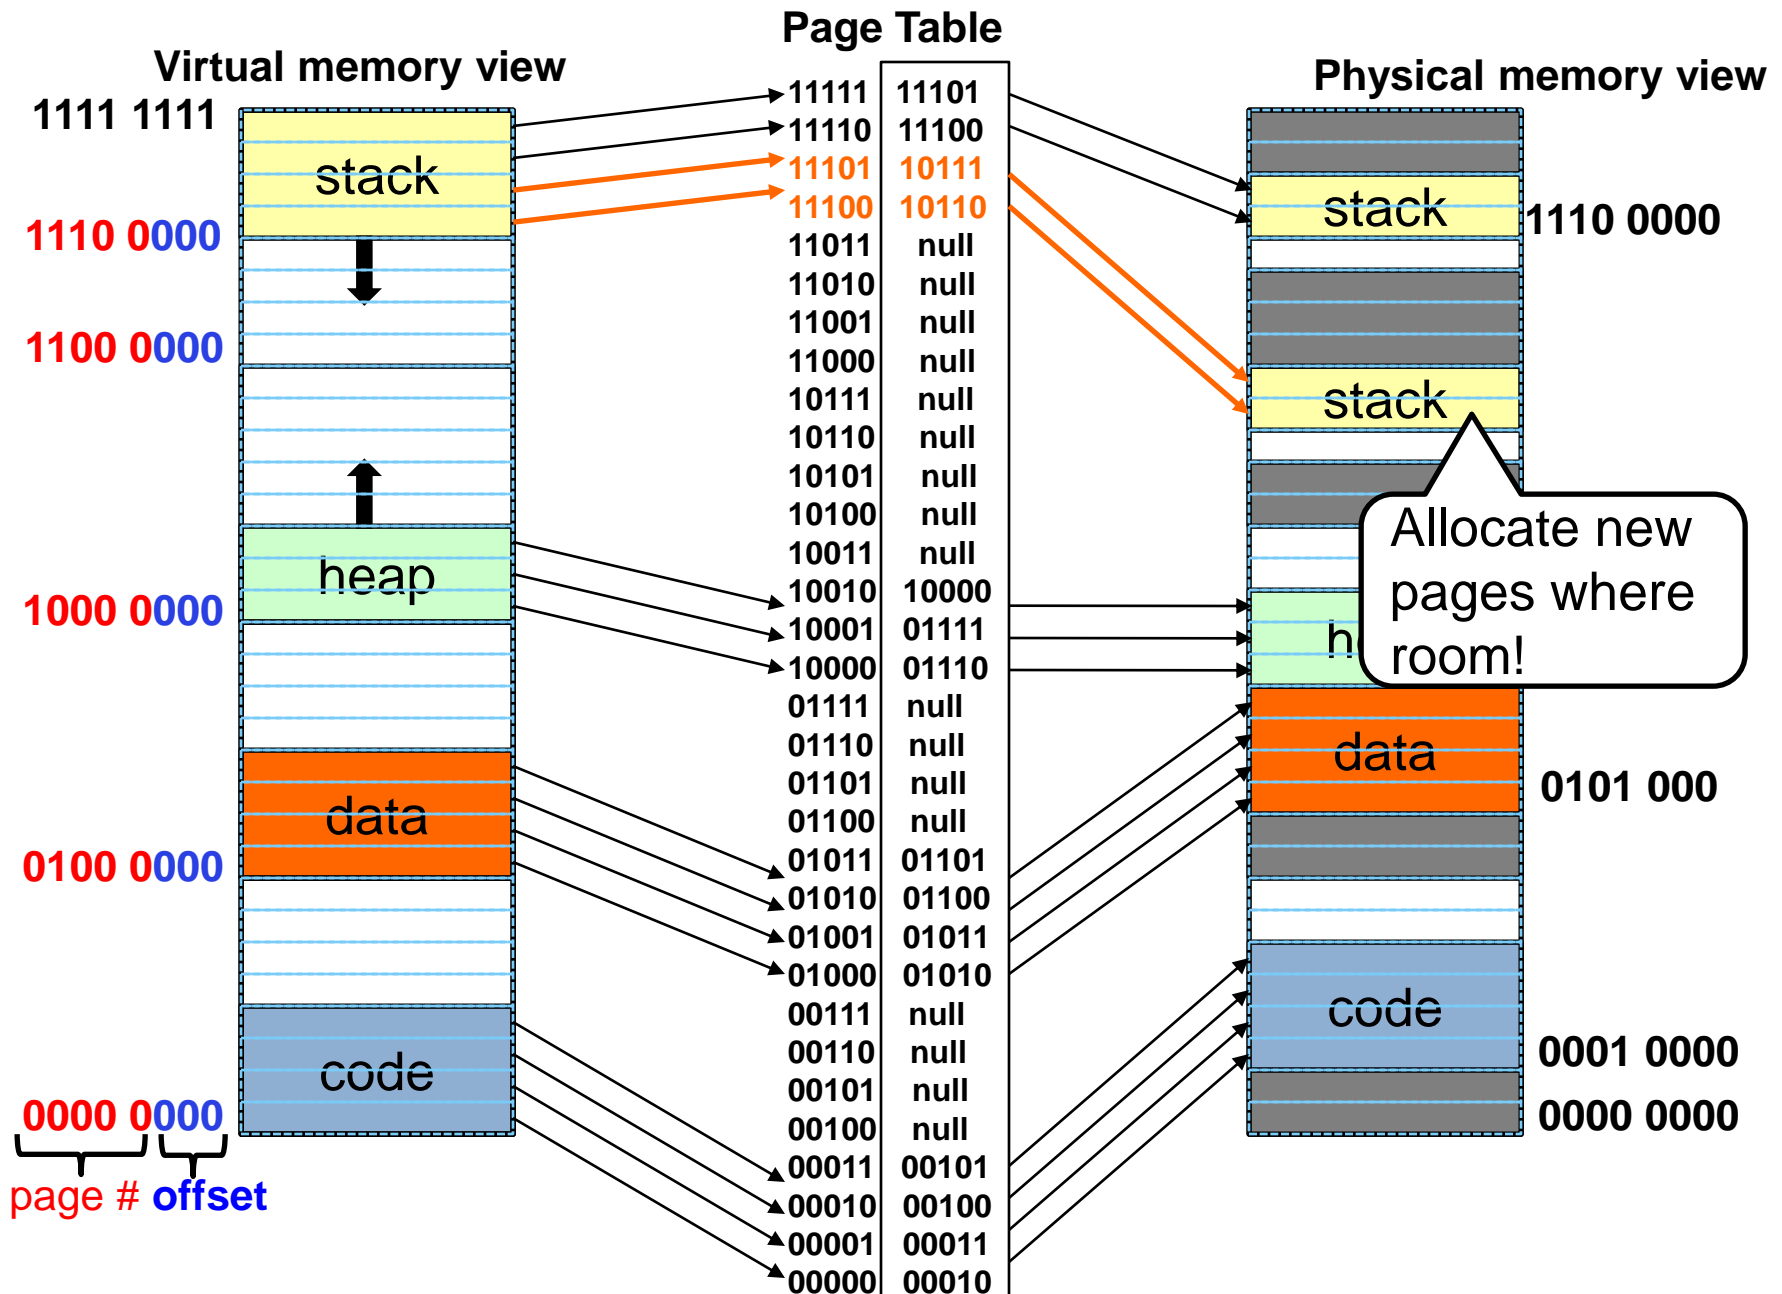 Page Table
Virtual memory view
Physical memory view
1111 1111
1110 0000
1100 0000
1000 0000
0100 0000
0000 0000
page # offset
stack
heap
data
code
11111 11101
11110 11100
11101 10111
11100 10110
11011 null
11010 null
11001 null
11000 null
10111 null
10110 null
10101 null
10100 null
10011 null
10010 10000
10001 01111
10000 01110
01111 null
01110 null
01101 null
01100 null
01011 01101
01010 01100
01001 01011
01000 01010
00111 null
00110 null
00101 null
00100 null
00011 00101
00010 00100
00001 00011
00000 00010
stack
1110 0000
stack
Allocate new
pages where
room!
data
0101 000
code
0001 0000
0000 0000